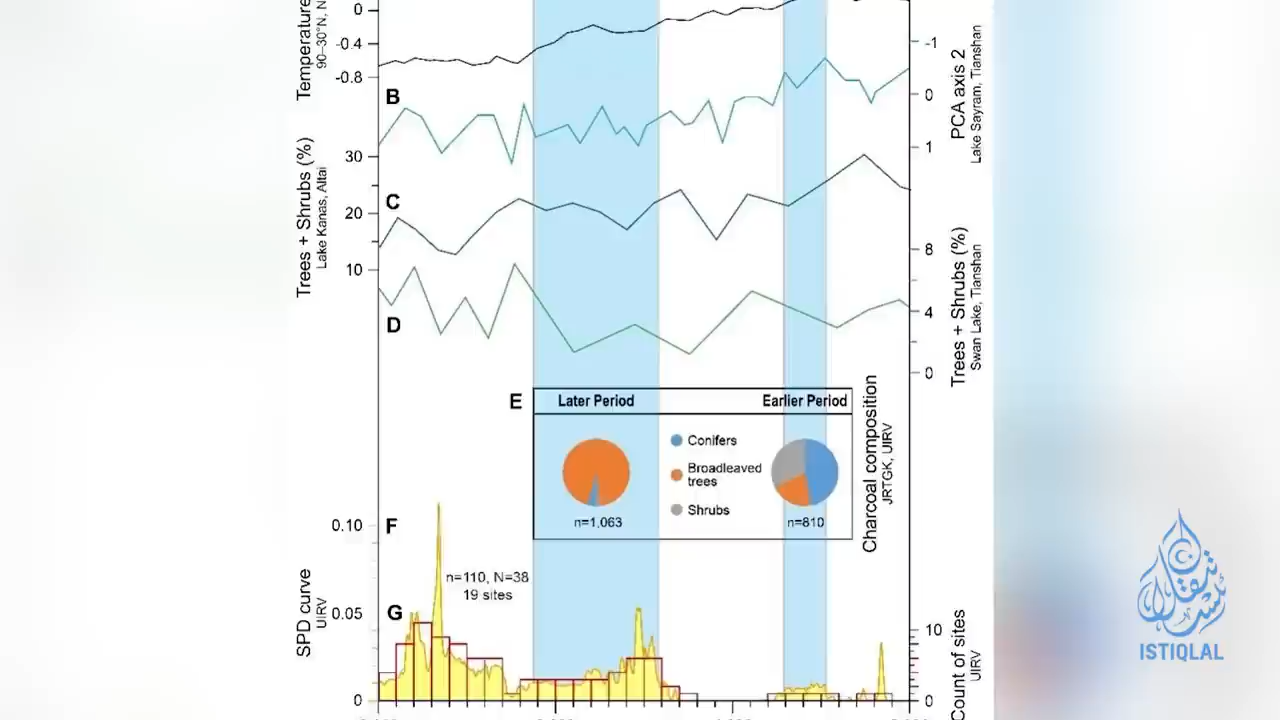 Temperature
90–30°N, N
0
-0.4
-0.8
-1
0
1
PCA axis 2
Lake Sayram, Tianshan
B
Trees + Shrubs (%)
Lake Kanas, Altai
30
20
10
C
8
4
0
Trees + Shrubs (%)
Swan Lake, Tianshan
D
E
Later Period
Earlier Period
Conifers
Broadleaved
trees
Shrubs
n=1,063
n=810
Charcoal composition
JRTGK, UIRV
F
0.10
0.05
0
SPD curve
UIRV
n=110, N=38
19 sites
G
10
0
Count of sites
UIRV
استقلال
ISTIQLAL